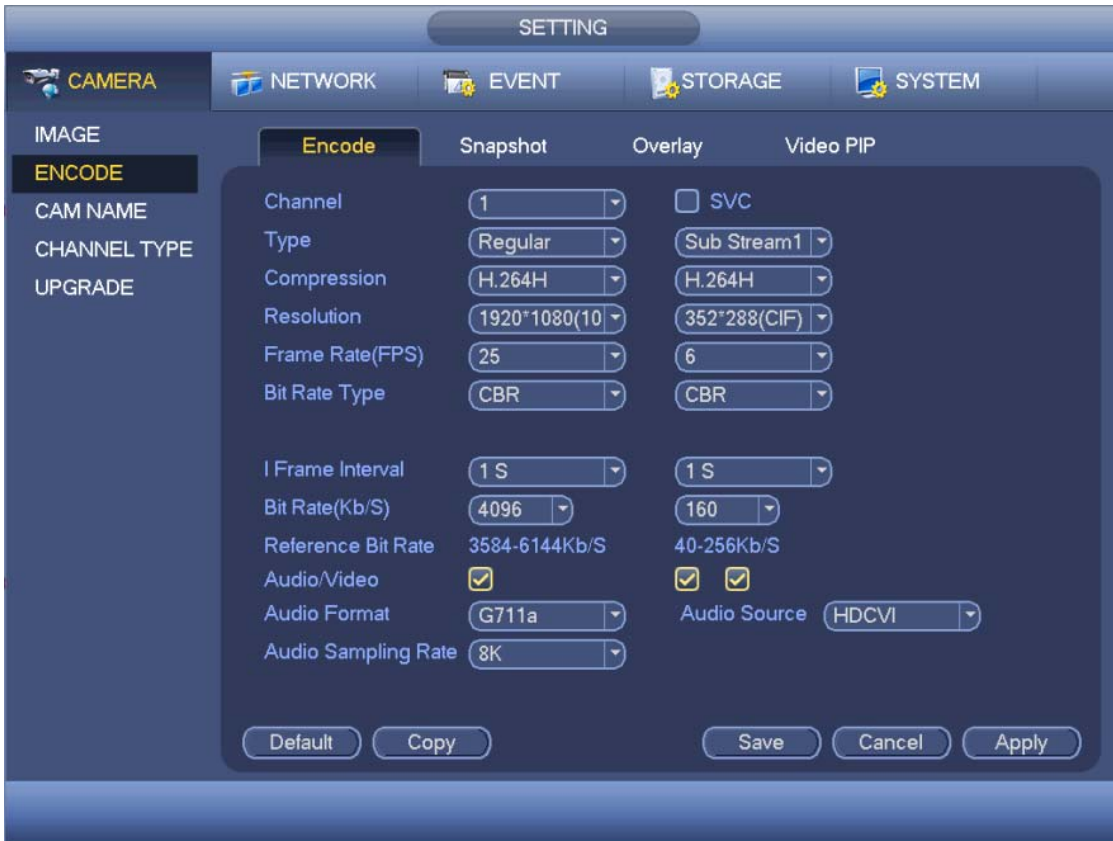 SETTING
CAMERA NETWORK EVENT STORAGE SYSTEM
IMAGE
ENCODE
CAM NAME
CHANNEL TYPE
UPGRADE
Encode Snapshot Overlay Video PIP
Channel 1 SVC
Type Regular Sub Stream1
Compression H.264H H.264H
Resolution 1920*1080(10 352*288(CIF)
Frame Rate(FPS) 25 6
Bit Rate Type CBR CBR
I Frame Interval 1 S 1 S
Bit Rate(Kb/S) 4096 160
Reference Bit Rate 3584-6144Kb/S 40-256Kb/S
Audio/Video
Audio Format G711a Audio Source HDCVI
Audio Sampling Rate 8K
Default Copy Save Cancel Apply